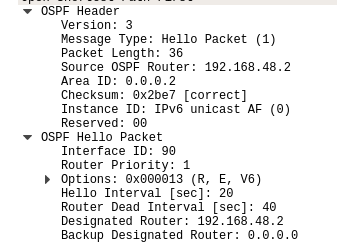 OSPF Header
Version: 3
Message Type: Hello Packet (1)
Packet Length: 36
Source OSPF Router: 192.168.48.2
Area ID: 0.0.0.2
Checksum: 0x2be7 [correct]
Instance ID: IPv6 unicast AF (0)
Reserved: 00
OSPF Hello Packet
Interface ID: 90
Router Priority: 1
Options: 0x000013 (R, E, V6)
Hello Interval [sec]: 20
Router Dead Interval [sec]: 40
Designated Router: 192.168.48.2
Backup Designated Router: 0.0.0.0